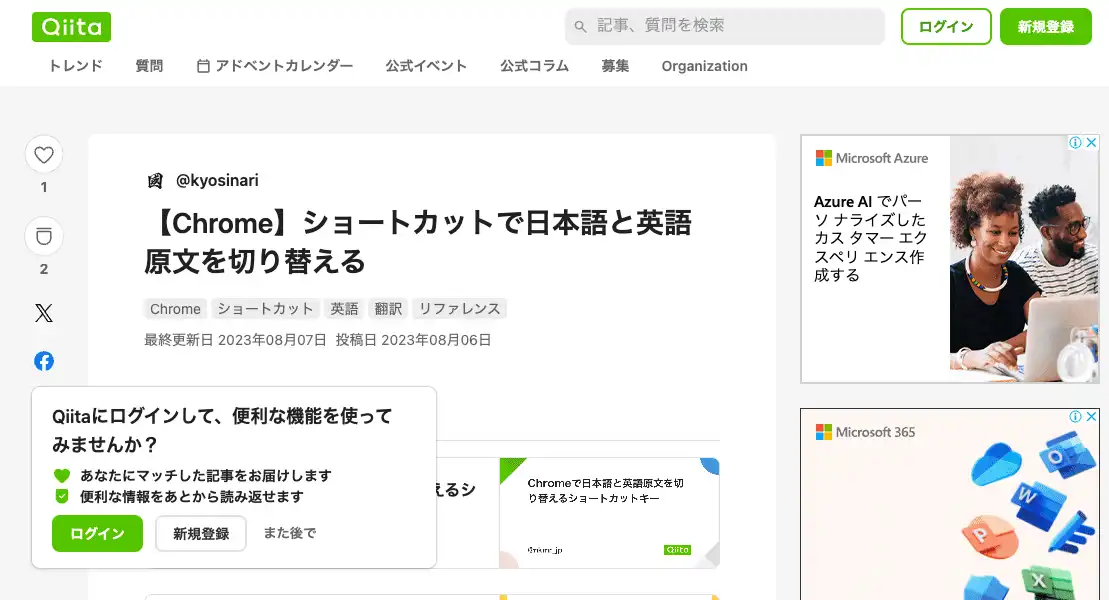 Qiita
記事、質問を検索
ログイン
新規登録
トレンド
質問
アドベントカレンダー
公式イベント
公式コラム
募集
Organization
1
2
@kyosinari
【Chrome】ショートカットで日本語と英語
原文を切り替える
Chrome
ショートカット
英語
翻訳
リファレンス
最終更新日 2023年08月07日 投稿日 2023年08月06日
Qiitaにログインして、便利な機能を使って
みませんか？
あなたにマッチした記事をお届けします
便利な情報をあとから読み返せます
ログイン
新規登録
また後で
えるシ
Chromeで日本語と英語原文を切
り替えるショートカットキー
Qiita
Microsoft Azure
Azure AI でパー
ソ ナライズした
カス タマー エク
スペリ エンス作
成する
Microsoft 365